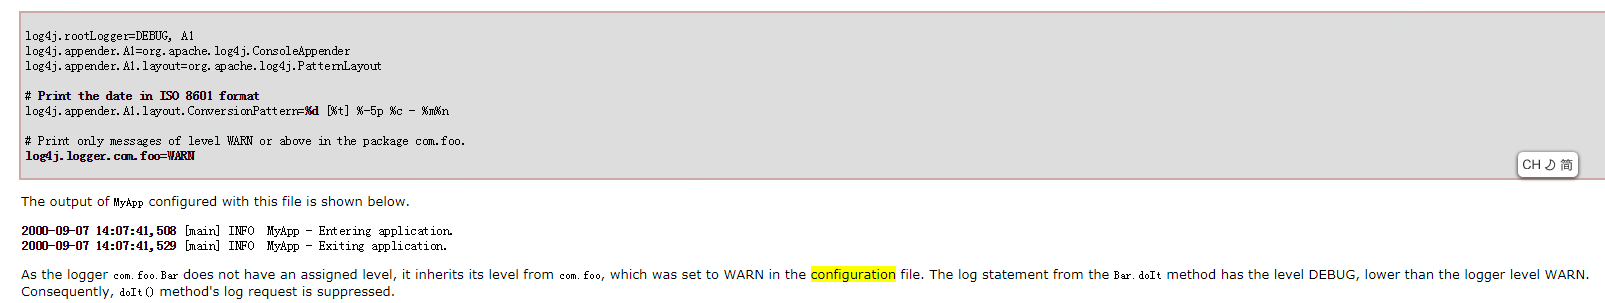 log4j.rootLogger=DEBUG, A1
log4j.appender.A1=org.apache.log4j.ConsoleAppender
log4j.appender.A1.layout=org.apache.log4j.PatternLayout
# Print the date in ISO 8601 format
log4j.appender.A1.layout.ConversionPattern=%d [%t] %-5p %c - %m%n
# Print only messages of level WARN or above in the package com.foo.
log4j.logger.com.foo=WARN
CH 简
The output of MyApp configured with this file is shown below.
2000-09-07 14:07:41,508 [main] INFO  MyApp - Entering application.
2000-09-07 14:07:41,529 [main] INFO  MyApp - Exiting application.
As the logger com.foo.Bar does not have an assigned level, it inherits its level from com.foo, which was set to WARN in the configuration file. The log statement from the Bar.doIt method has the level DEBUG, lower than the logger level WARN.
Consequently, doIt() method's log request is suppressed.